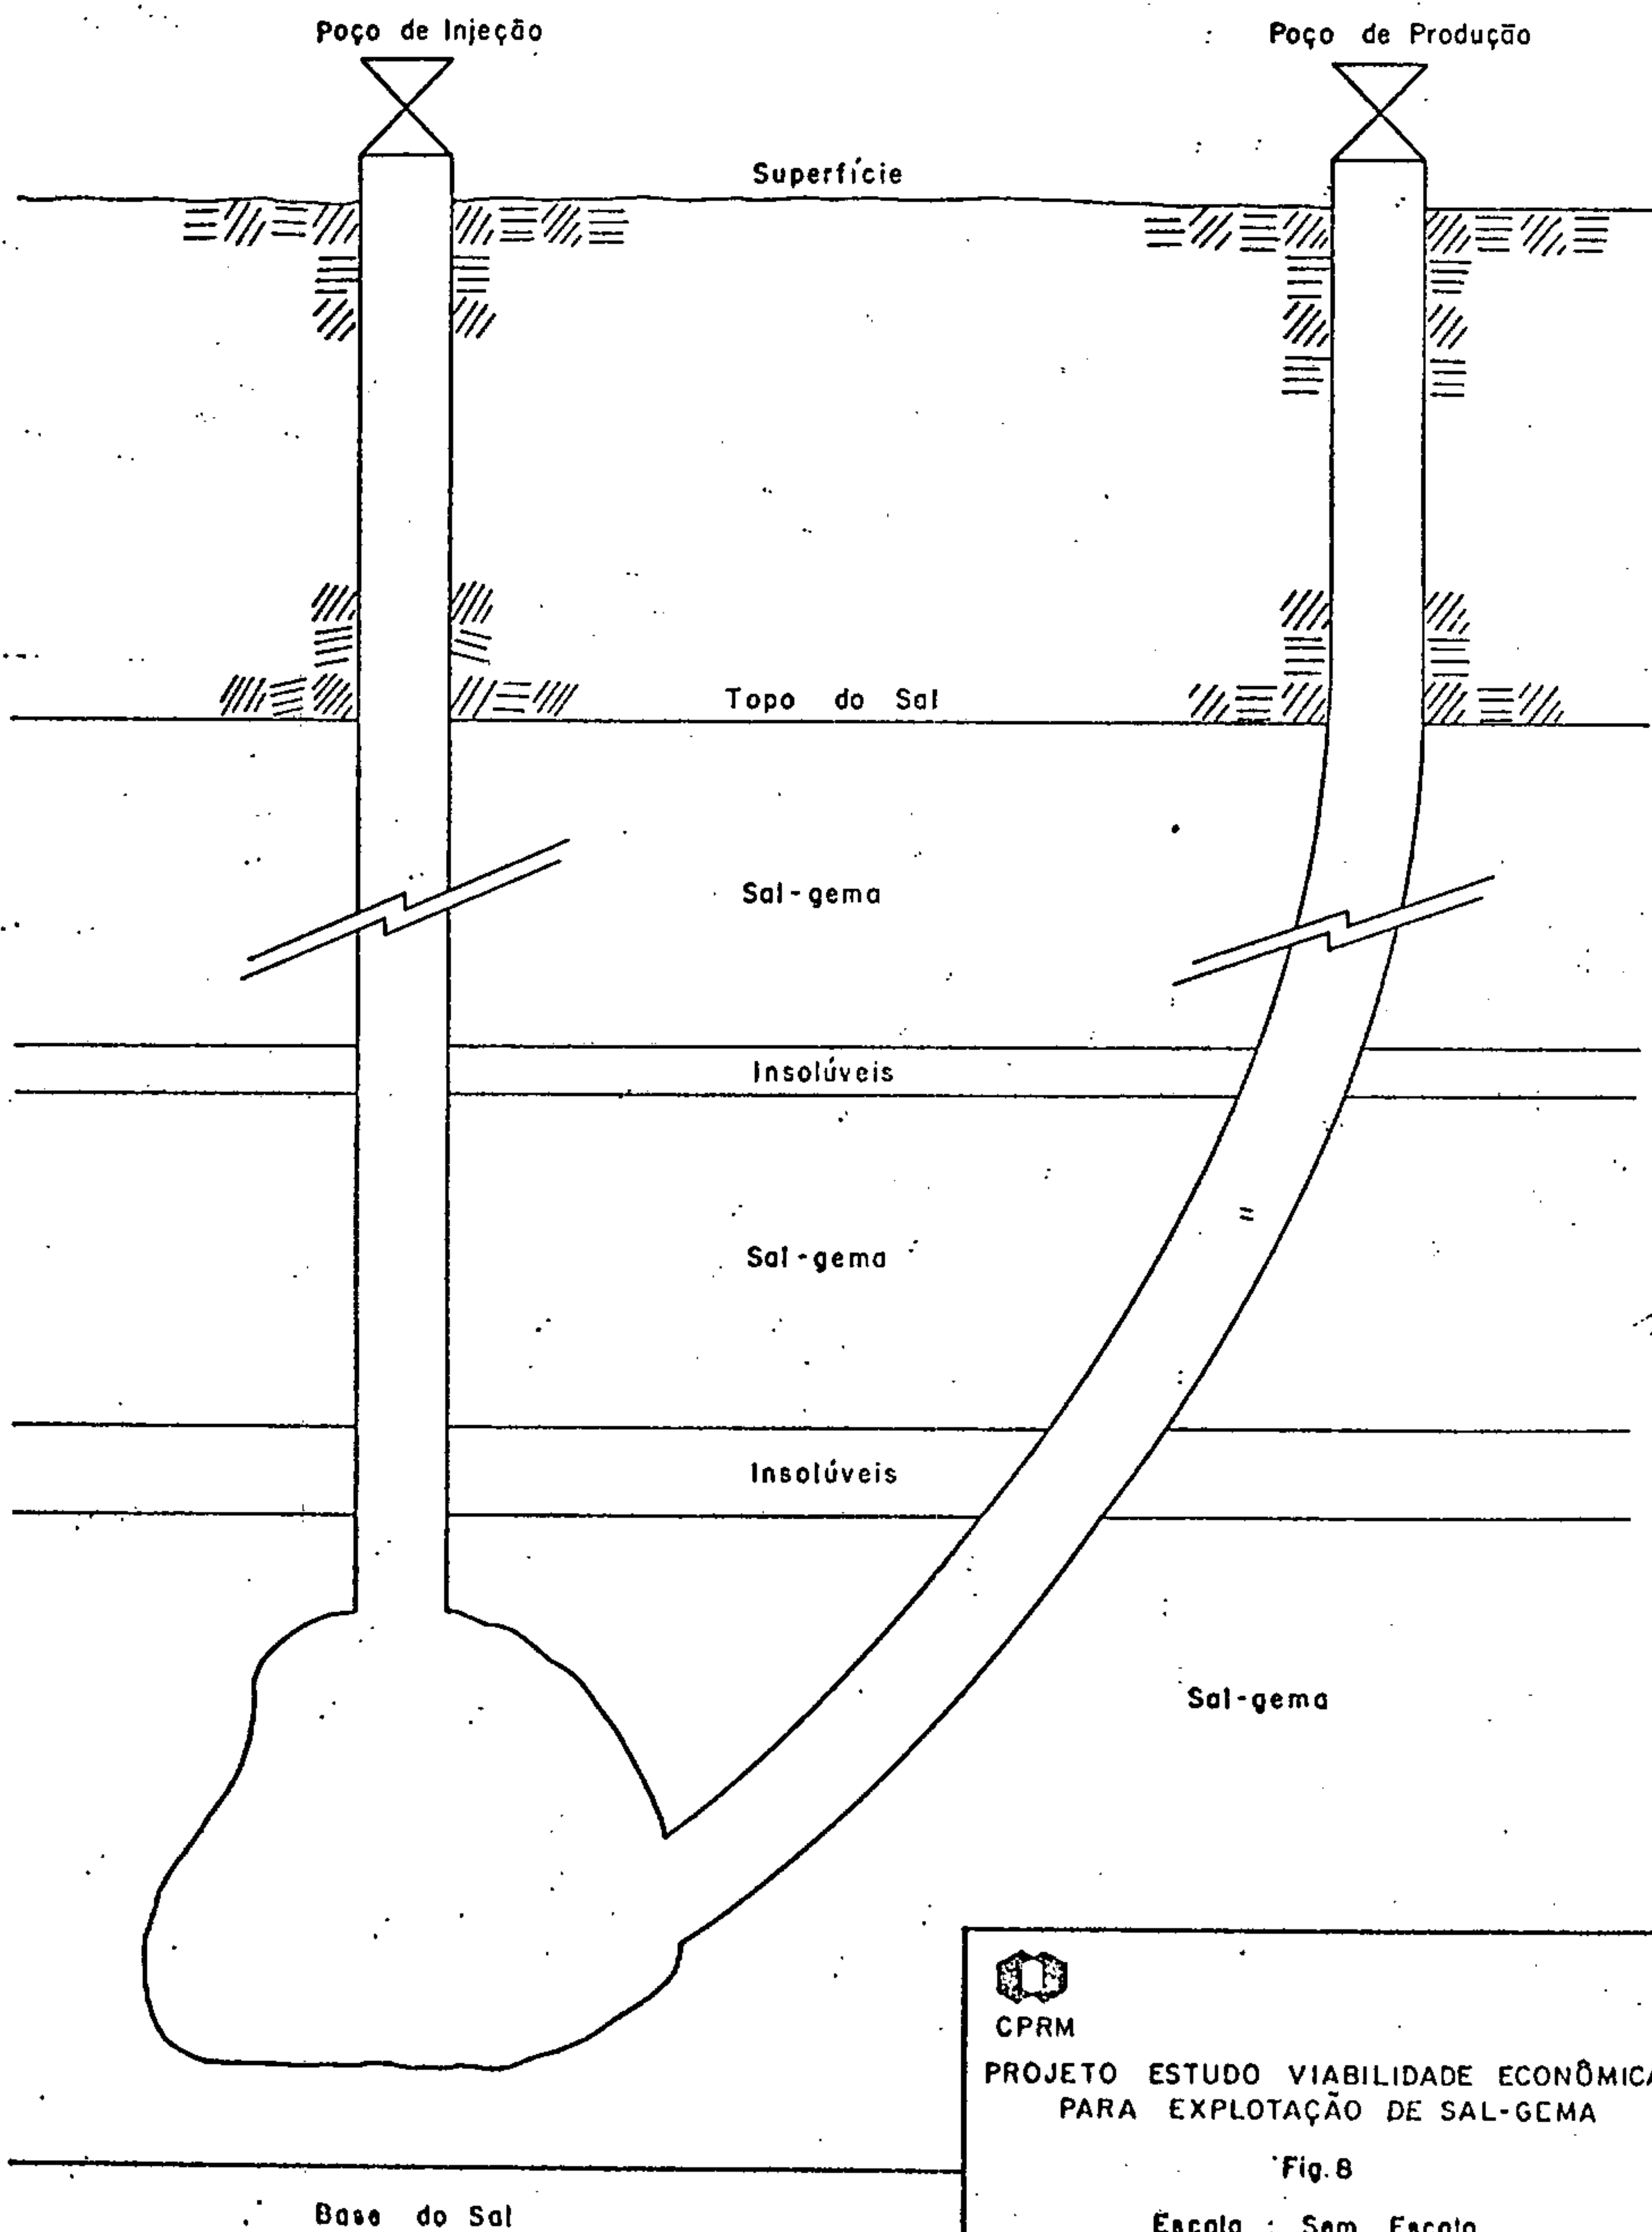 Poço de Injeção
Poço de Produção
Superfície
Topo do Sal
Sal-gema
Insolúveis
Sal-gema
Insolúveis
Sal-gema
CPRM
PROJETO ESTUDO VIABILIDADE ECONÔMICA
PARA EXPLOTAÇÃO DE SAL-GEMA
Fig. 8
Base do Sal
Escala : Sem Escala